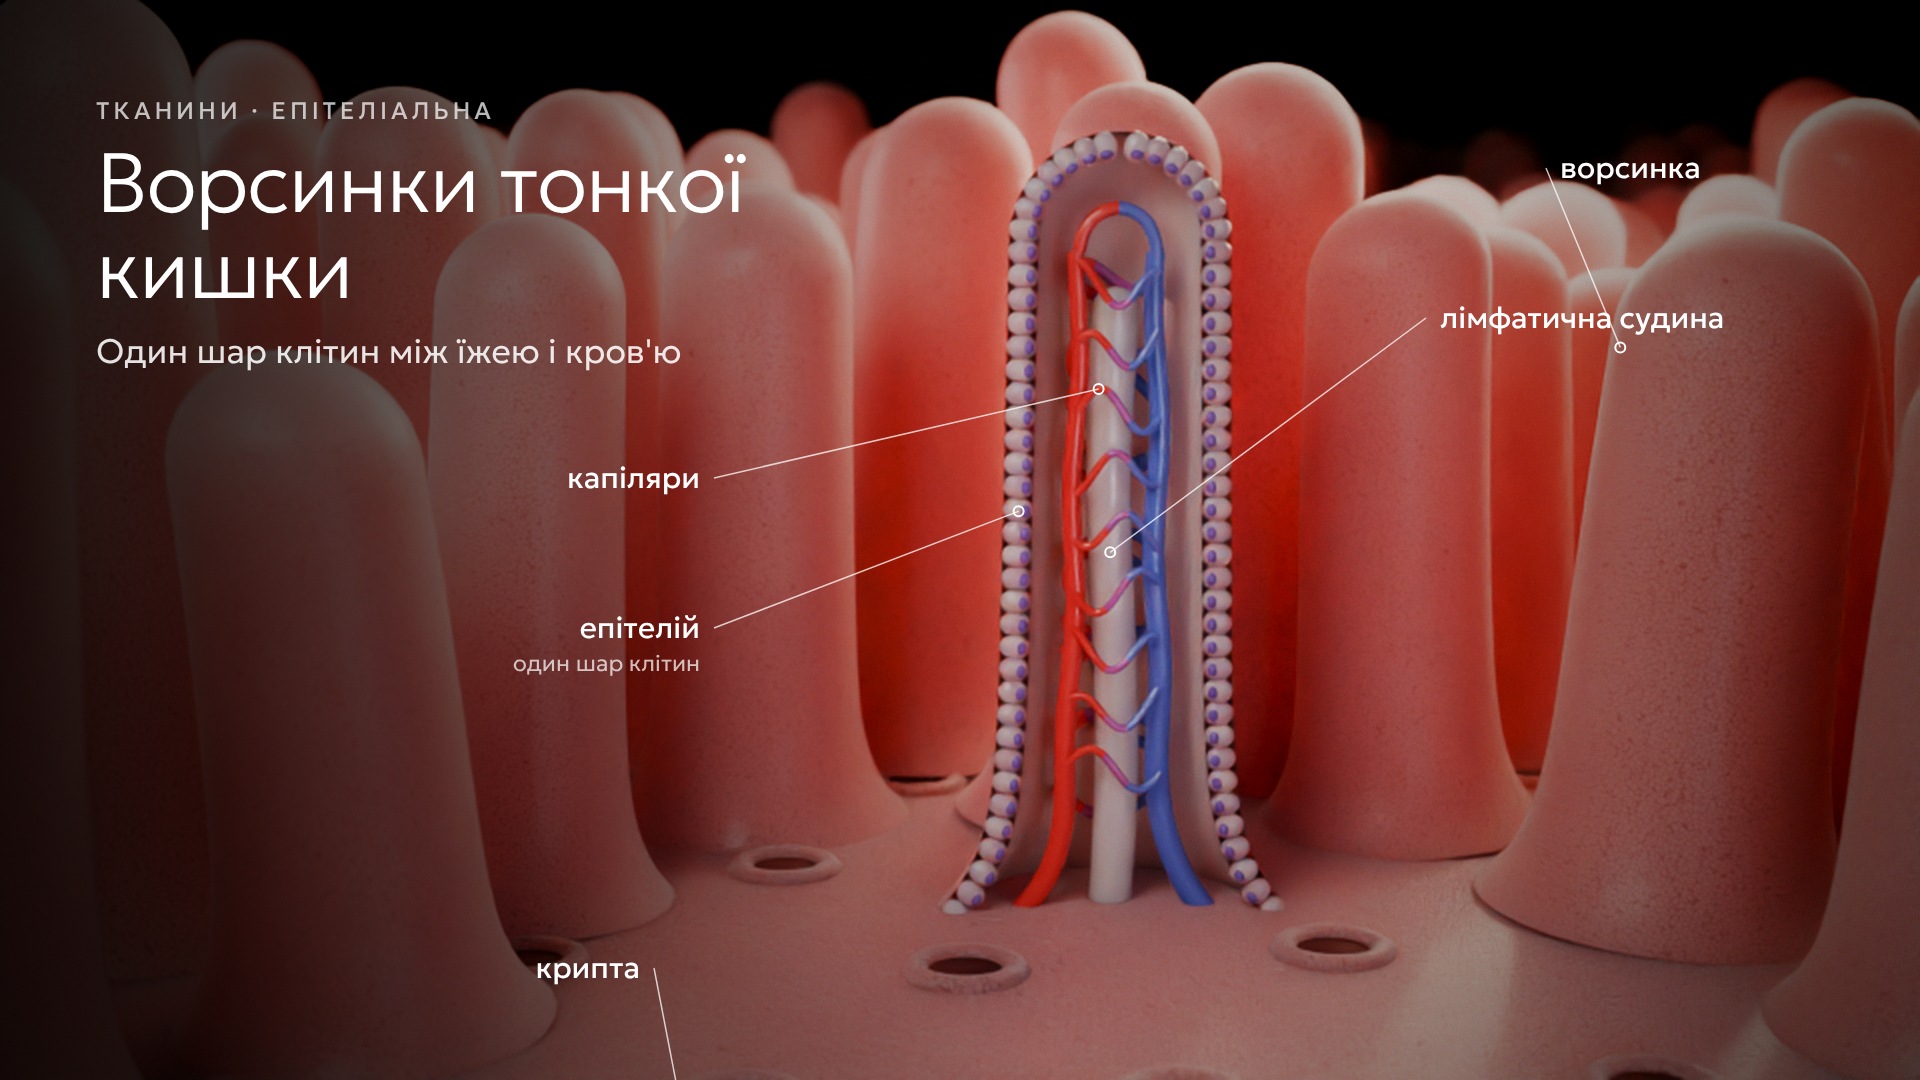 ТКАНИНИ · ЕПІТЕЛІАЛЬНА
Ворсинки тонкої
кишки
Один шар клітин між їжею і кров'ю
ворсинка
лімфатична судина
капіляри
епітелій
один шар клітин
крипта